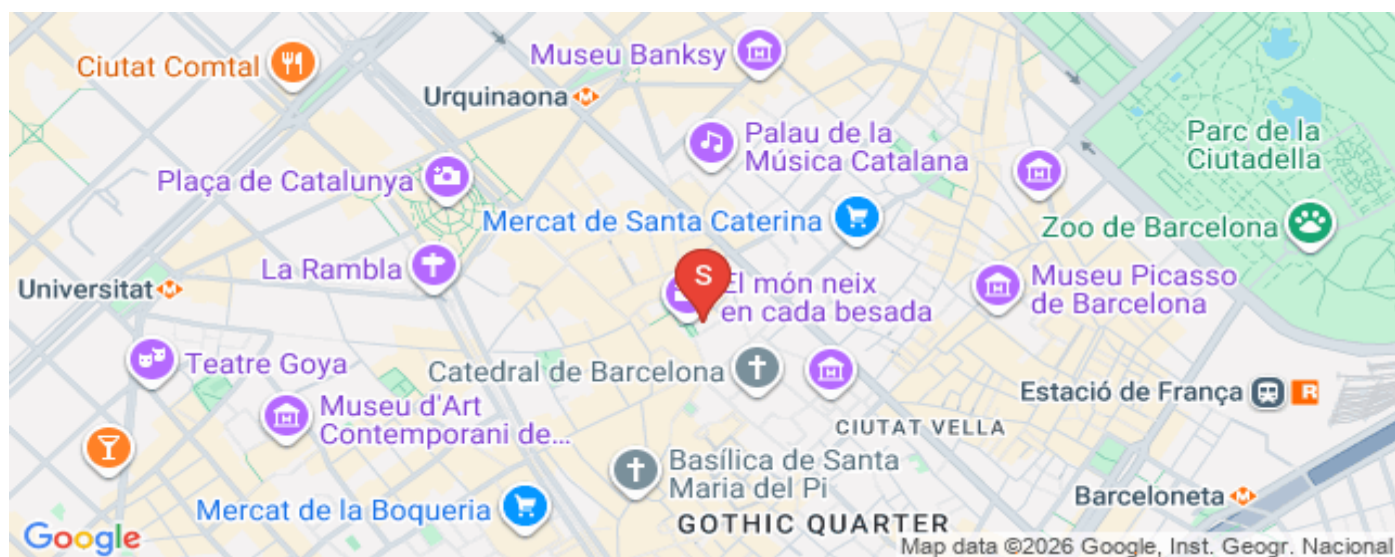 Ciutat Comtal
Museu Banksy
Urquinaona
Palau de la
Música Catalana
Parc de la
Ciutadella
Plaça de Catalunya
Mercat de Santa Caterina
Zoo de Barcelona
La Rambla
S
El món neix
en cada besada
Museu Picasso
de Barcelona
Universitat
Teatre Goya
Catedral de Barcelona
Estació de França
R
Museu d'Art
Contemporani de...
CIUTAT VELLA
Basílica de Santa
Maria del Pi
Mercat de la Boqueria
Barceloneta
GOTHIC QUARTER
Google
Map data ©2026 Google, Inst. Geogr. Nacional